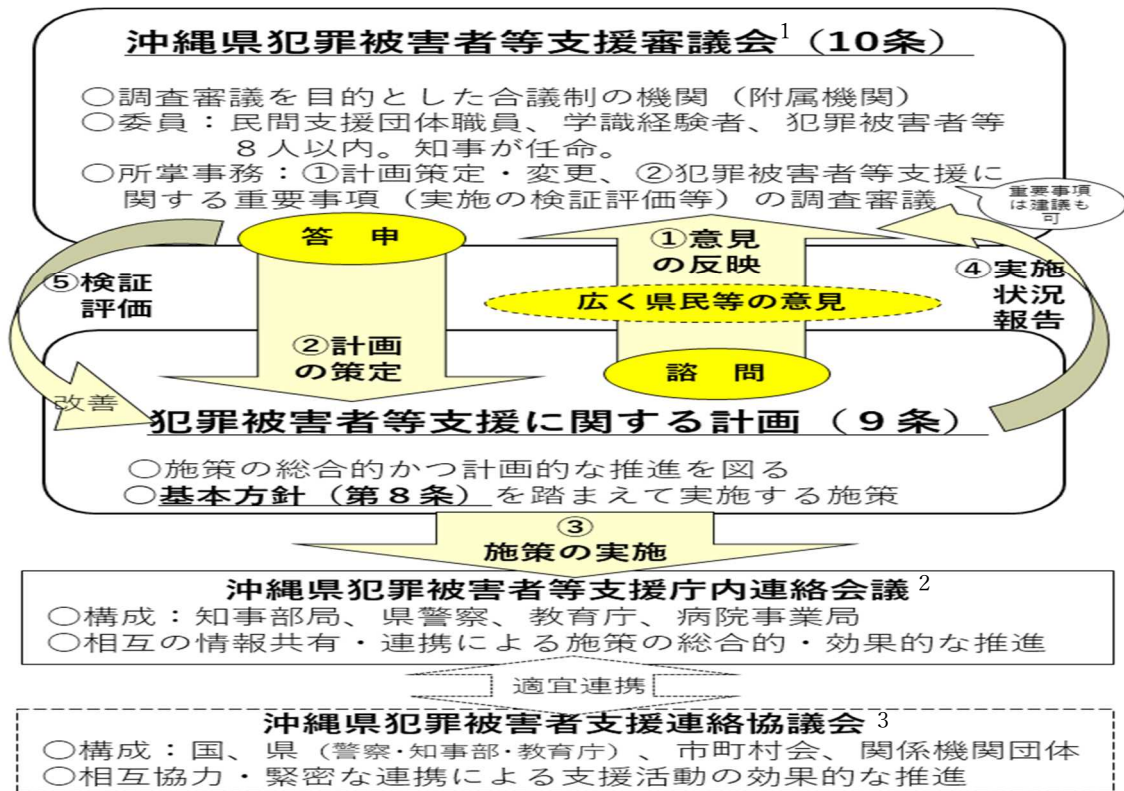 沖縄県犯罪被害者等支援審議会1（10条）
○調査審議を目的とした合議制の機関（附属機関）
○委員：民間支援団体職員、学識経験者、犯罪被害者等
８人以内。知事が任命。
○所掌事務：①計画策定・変更、②犯罪被害者等支援に
関する重要事項（実施の検証評価等）の調査審議
重要事項
は建議も
可
答　申
①意見
の反映
⑤検証
評価
④実施
状況
報告
広く県民等の意見
②計画
の策定
諮　問
改善
犯罪被害者等支援に関する計画（９条）
○施策の総合的かつ計画的な推進を図る
○基本方針（第８条）を踏まえて実施する施策
③
施策の実施
沖縄県犯罪被害者等支援庁内連絡会議2
○構成：知事部局、県警察、教育庁、病院事業局
○相互の情報共有・連携による施策の総合的・効果的な推進
適宜連携
沖縄県犯罪被害者支援連絡協議会3
○構成：国、県（警察・知事部・教育庁）、市町村会、関係機関団体
○相互協力・緊密な連携による支援活動の効果的な推進